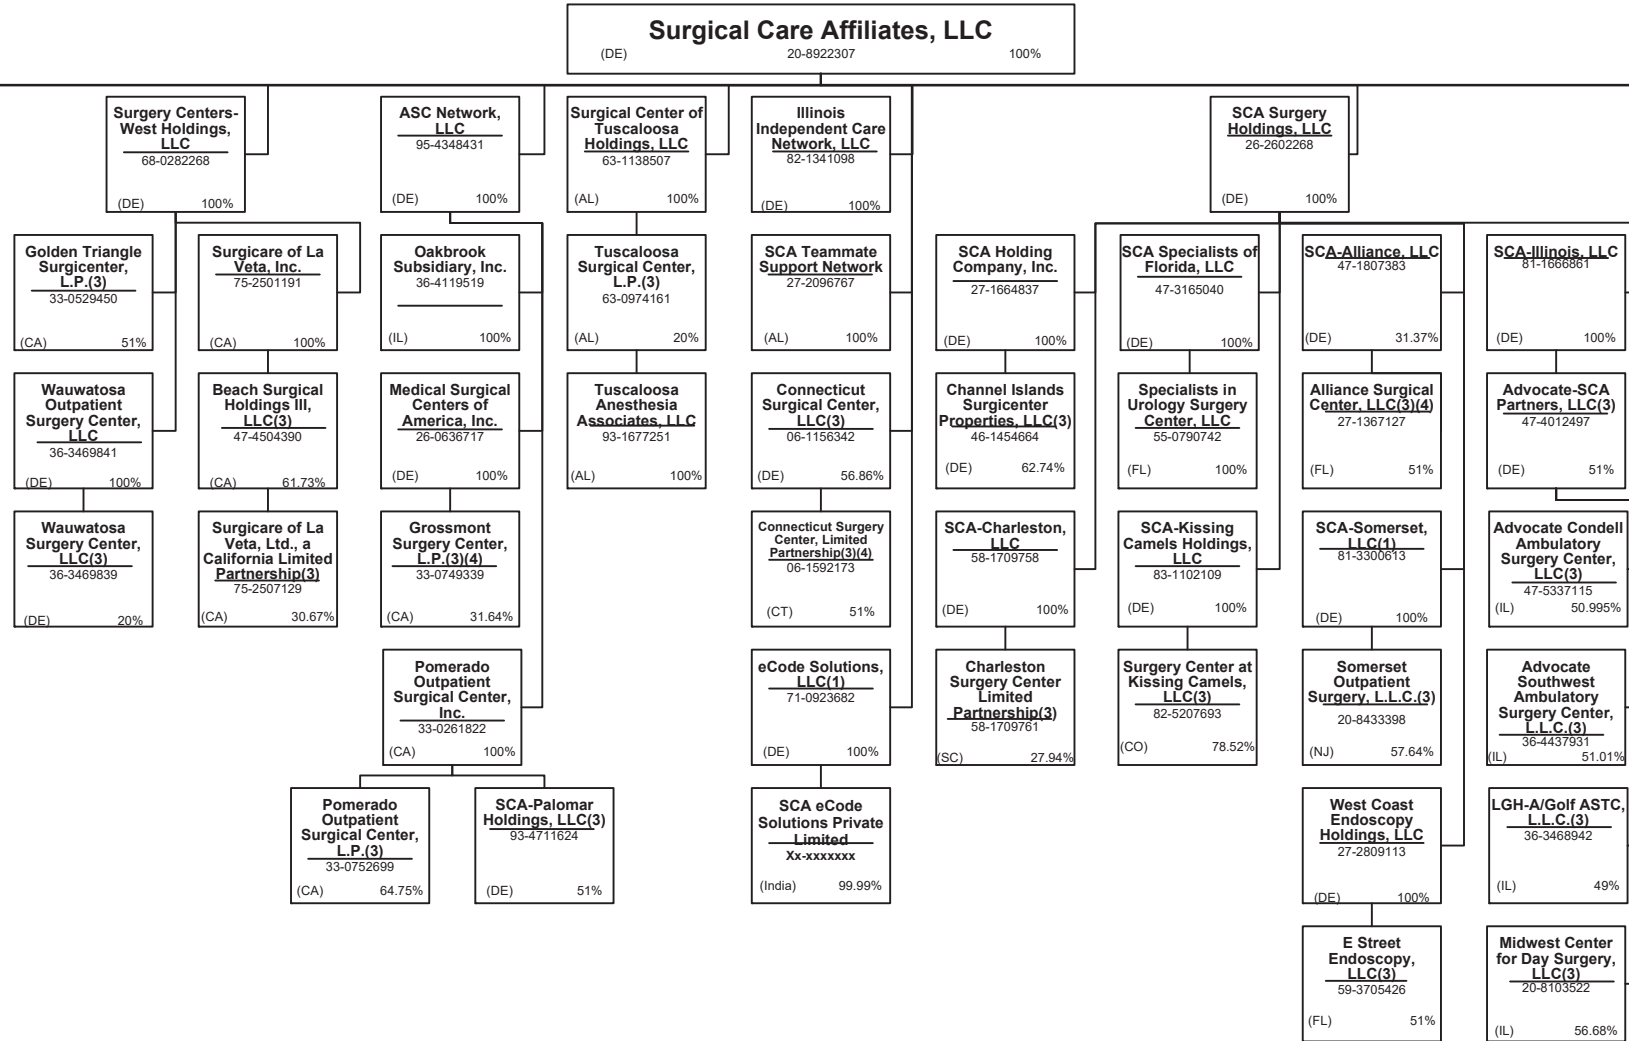 Surgical Care Affiliates, LLC
(DE) 20-8922307 100%
Surgery Centers-
West Holdings,
LLC
68-0282268
(DE) 100%
ASC Network,
LLC
95-4348431
(DE) 100%
Surgical Center of
Tuscaloosa
Holdings, LLC
63-1138507
(AL) 100%
Illinois
Independent Care
Network, LLC
82-1341098
(DE) 100%
SCA Surgery
Holdings, LLC
26-2602268
(DE) 100%
Golden Triangle
Surgicenter,
L.P.(3)
33-0529450
(CA) 51%
Surgicare of La
Veta, Inc.
75-2501191
(CA) 100%
Oakbrook
Subsidiary, Inc.
36-4119519
(IL) 100%
Tuscaloosa
Surgical Center,
L.P.(3)
63-0974161
(AL) 20%
SCA Teammate
Support Network
27-2096767
(AL) 100%
SCA Holding
Company, Inc.
27-1664837
(DE) 100%
SCA Specialists of
Florida, LLC
47-3165040
(DE) 100%
SCA-Alliance, LLC
47-1807383
(DE) 31.37%
SCA-Illinois, LLC
81-1666861
(DE) 100%
Wauwatosa
Outpatient
Surgery Center,
LLC
36-3469841
(DE) 100%
Beach Surgical
Holdings III,
LLC(3)
47-4504390
(CA) 61.73%
Medical Surgical
Centers of
America, Inc.
26-0636717
(DE) 100%
Tuscaloosa
Anesthesia
Associates, LLC
93-1677251
(AL) 100%
Connecticut
Surgical Center,
LLC(3)
06-1156342
(DE) 56.86%
Channel Islands
Surgicenter
Properties, LLC(3)
46-1454664
(DE) 62.74%
Specialists in
Urology Surgery
Center, LLC
55-0790742
(FL) 100%
Alliance Surgical
Center, LLC(3)(4)
27-1367127
(FL) 51%
Advocate-SCA
Partners, LLC(3)
47-4012497
(DE) 51%
Wauwatosa
Surgery Center,
LLC(3)
36-3469839
(DE) 20%
Surgicare of La
Veta, Ltd., a
California Limited
Partnership(3)
75-2507129
(CA) 30.67%
Grossmont
Surgery Center,
L.P.(3)(4)
33-0749339
(CA) 31.64%
Connecticut Surgery
Center, Limited
Partnership(3)(4)
06-1592173
(CT) 51%
SCA-Charleston,
LLC
58-1709758
(DE) 100%
SCA-Kissing
Camels Holdings,
LLC
83-1102109
(DE) 100%
SCA-Somerset,
LLC(1)
81-3300613
(DE) 100%
Advocate Condell
Ambulatory
Surgery Center,
LLC(3)
47-5337115
(IL) 50.995%
Pomerado
Outpatient
Surgical Center,
Inc.
33-0261822
(CA) 100%
eCode Solutions,
LLC(1)
71-0923682
(DE) 100%
Charleston
Surgery Center
Limited
Partnership(3)
58-1709761
(SC) 27.94%
Surgery Center at
Kissing Camels,
LLC(3)
82-5207693
(CO) 78.52%
Somerset
Outpatient
Surgery, L.L.C.(3)
20-8433398
(NJ) 57.64%
Advocate
Southwest
Ambulatory
Surgery Center,
L.L.C.(3)
36-4437931
(IL) 51.01%
Pomerado
Outpatient
Surgical Center,
L.P.(3)
33-0752699
(CA) 64.75%
SCA-Palomar
Holdings, LLC(3)
93-4711624
(DE) 51%
SCA eCode
Solutions Private
Limited
Xx-xxxxxxx
(India) 99.99%
West Coast
Endoscopy
Holdings, LLC
27-2809113
(DE) 100%
LGH-A/Golf ASTC,
L.L.C.(3)
36-3468942
(IL) 49%
E Street
Endoscopy,
LLC(3)
59-3705426
(FL) 51%
Midwest Center
for Day Surgery,
LLC(3)
20-8103522
(IL) 56.68%